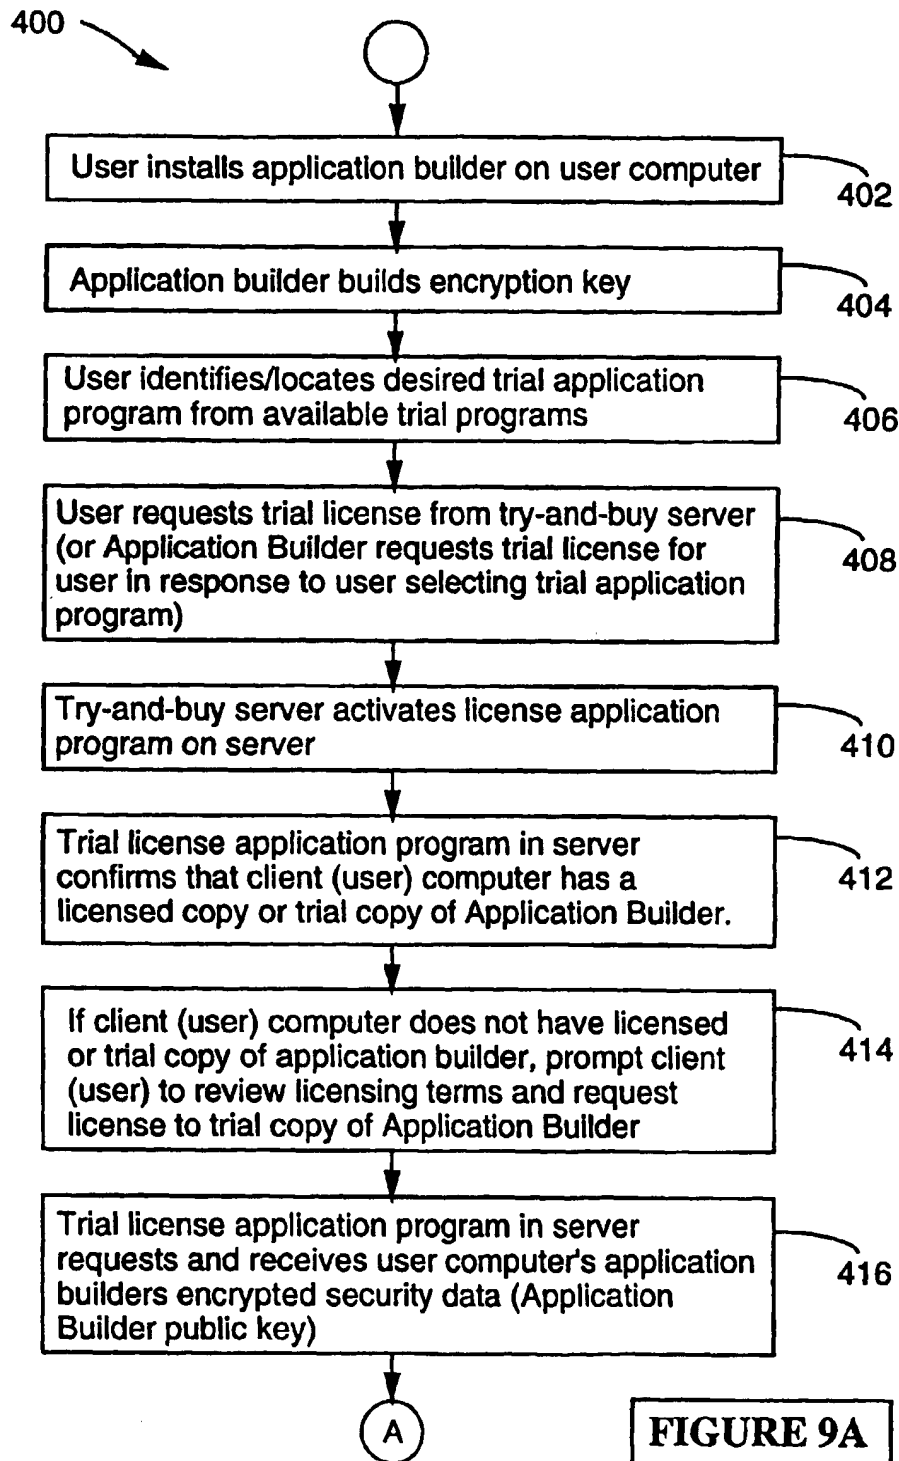 400
User installs application builder on user computer
402
Application builder builds encryption key
404
User identifies/locates desired trial application
program from available trial programs
406
User requests trial license from try-and-buy server
(or Application Builder requests trial license for
user in response to user selecting trial application
program)
408
Try-and-buy server activates license application
program on server
410
Trial license application program in server
confirms that client (user) computer has a
licensed copy or trial copy of Application Builder.
412
If client (user) computer does not have licensed
or trial copy of application builder, prompt client
(user) to review licensing terms and request
license to trial copy of Application Builder
414
Trial license application program in server
requests and receives user computer's application
builders encrypted security data (Application
Builder public key)
416
A
FIGURE 9A